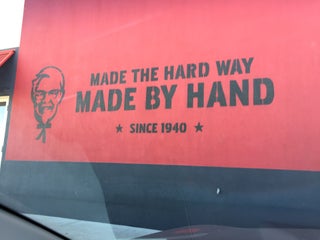 MADE THE HARD WAY
MADE BY HAND
★ SINCE 1940 ★